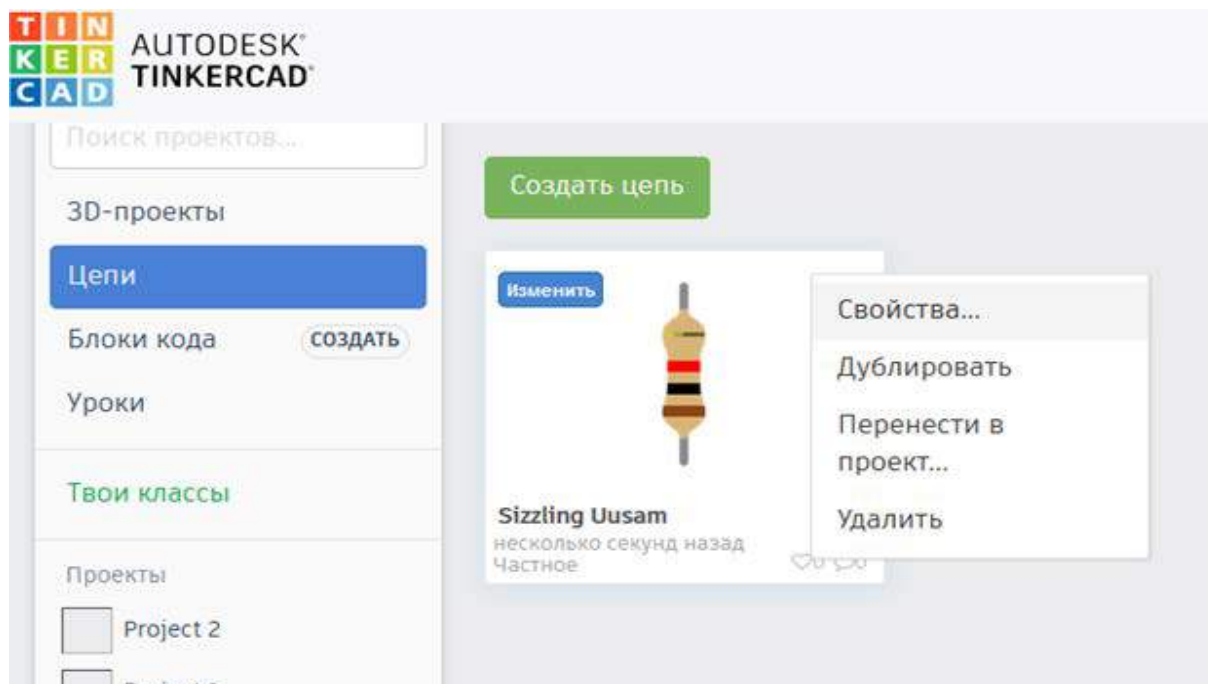 TIN
KER
CAD
AUTODESK®
TINKERCAD®
Поиск проектов...
3D-проекты
Цепи
Блоки кода
СОЗДАТЬ
Уроки
Твои классы
Проекты
Project 2
Создать цепь
Изменить
Sizzling Uusam
несколько секунд назад
Частное
Свойства...
Дублировать
Перенести в
проект...
Удалить